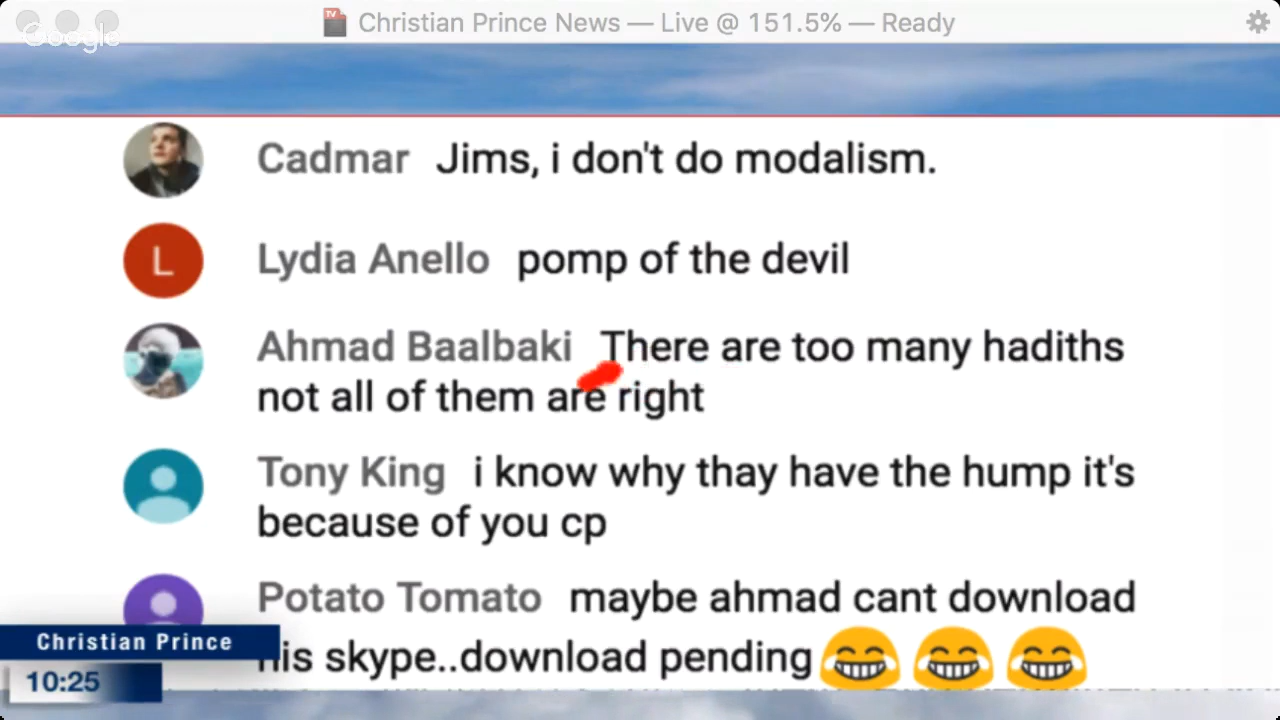 Christian Prince News — Live @ 151.5% — Ready
Google
Cadmar Jims, i don't do modalism.
L
Lydia Anello pomp of the devil
Ahmad Baalbaki There are too many hadiths
not all of them are right
Tony King i know why thay have the hump it's
because of you cp
Potato Tomato maybe ahmad cant download
his skype..download pending😂😂😂
Christian Prince
10:25